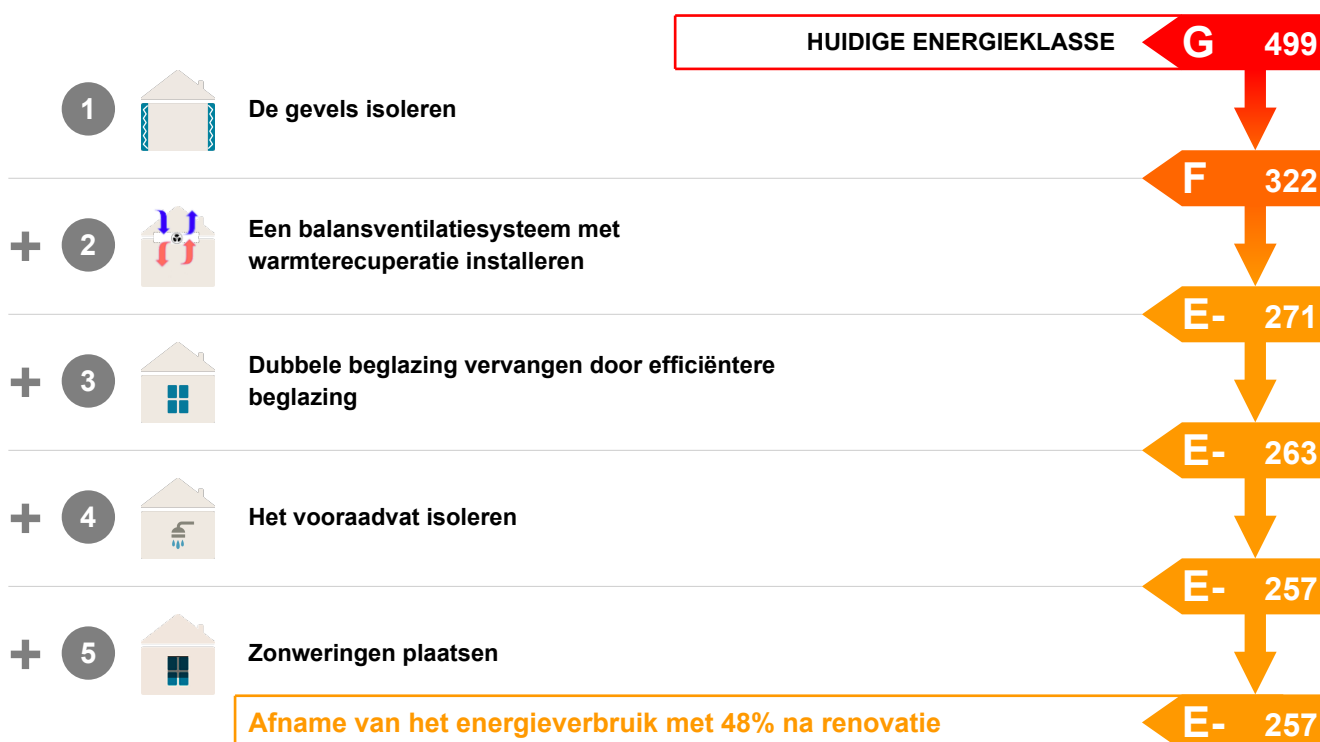 HUIDIGE ENERGIEKLASSE G 499
1 De gevels isoleren
F 322
+ 2 Een balansventilatiesysteem met
warmterecuperatie installeren
E- 271
+ 3 Dubbele beglazing vervangen door efficiëntere
beglazing
E- 263
+ 4 Het vooraadvat isoleren
E- 257
+ 5 Zonweringen plaatsen
Afname van het energieverbruik met 48% na renovatie E- 257